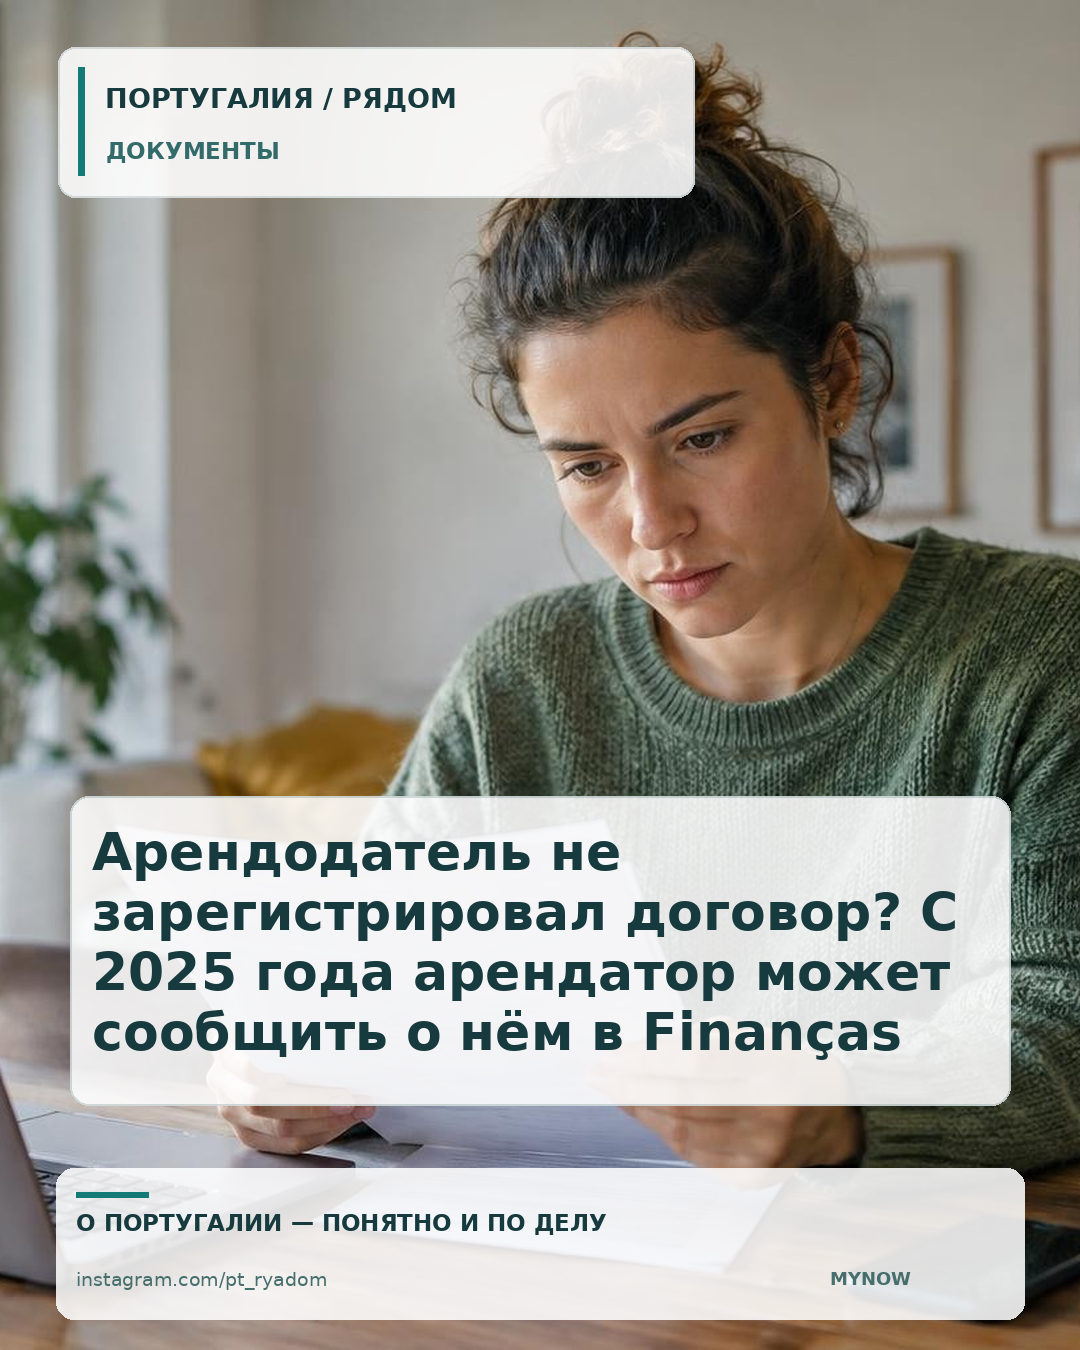 ПОРТУГАЛИЯ / РЯДОМ
ДОКУМЕНТЫ
Арендодатель не
зарегистрировал договор? С
2025 года арендатор может
сообщить о нём в Finanças
О ПОРТУГАЛИИ — ПОНЯТНО И ПО ДЕЛУ
instagram.com/pt_ryadom
MYNOW